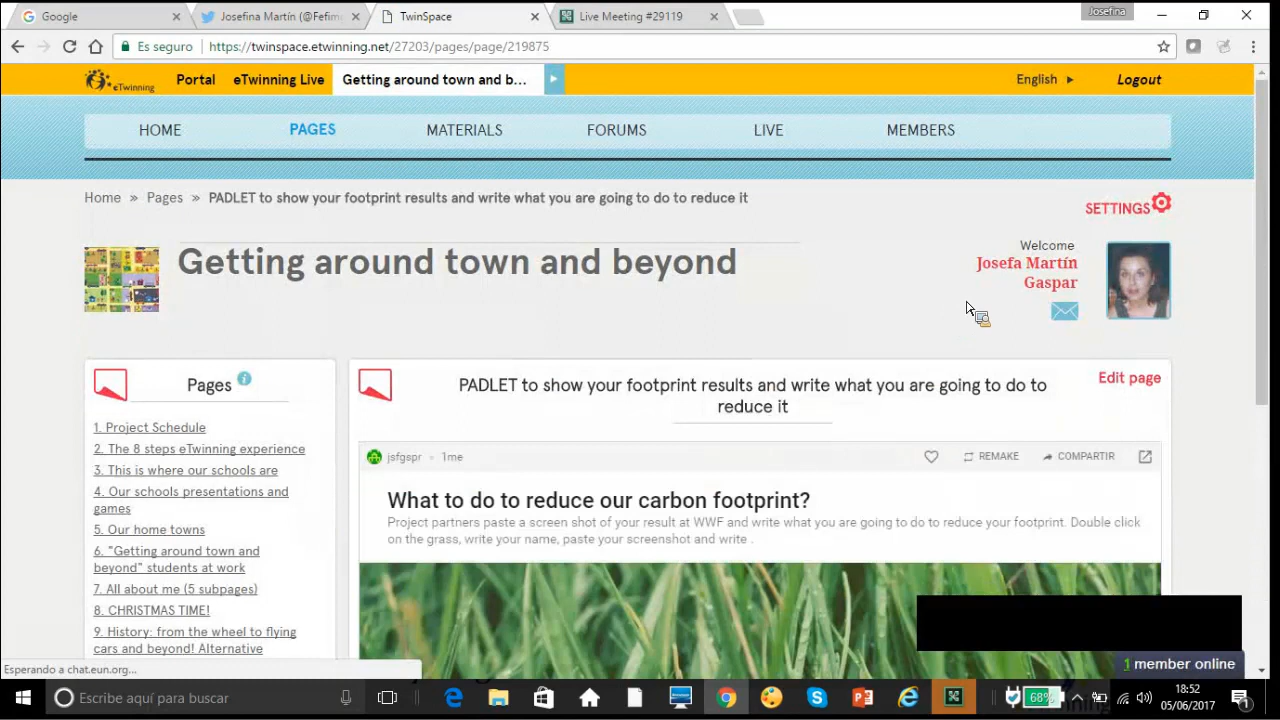 Google
Josefina Martín (@Fefim
TwinSpace
Live Meeting #29119
Josefina
Es seguro
https://twinspace.etwinning.net/27203/pages/page/219875
eTwinning
Portal
eTwinning Live
Getting around town and b...
English
Logout
HOME
PAGES
MATERIALS
FORUMS
LIVE
MEMBERS
Home » Pages » PADLET to show your footprint results and write what you are going to do to reduce it
SETTINGS
Getting around town and beyond
Welcome
Josefa Martín
Gaspar
Pages
1. Project Schedule
2. The 8 steps eTwinning experience
3. This is where our schools are
4. Our schools presentations and
games
5. Our home towns
6. "Getting around town and
beyond" students at work
7. All about me (5 subpages)
8. CHRISTMAS TIME!
9. History: from the wheel to flying
cars and beyond! Alternative
PADLET to show your footprint results and write what you are going to do to
reduce it
Edit page
jsfgspr • 1me
REMAKE
COMPARTIR
What to do to reduce our carbon footprint?
Project partners paste a screen shot of your result at WWF and write what you are going to do to reduce your footprint. Double click
on the grass, write your name, paste your screenshot and write .
1 member online
Esperando a chat.eun.org...
Escribe aquí para buscar
68%
18:52
05/06/2017